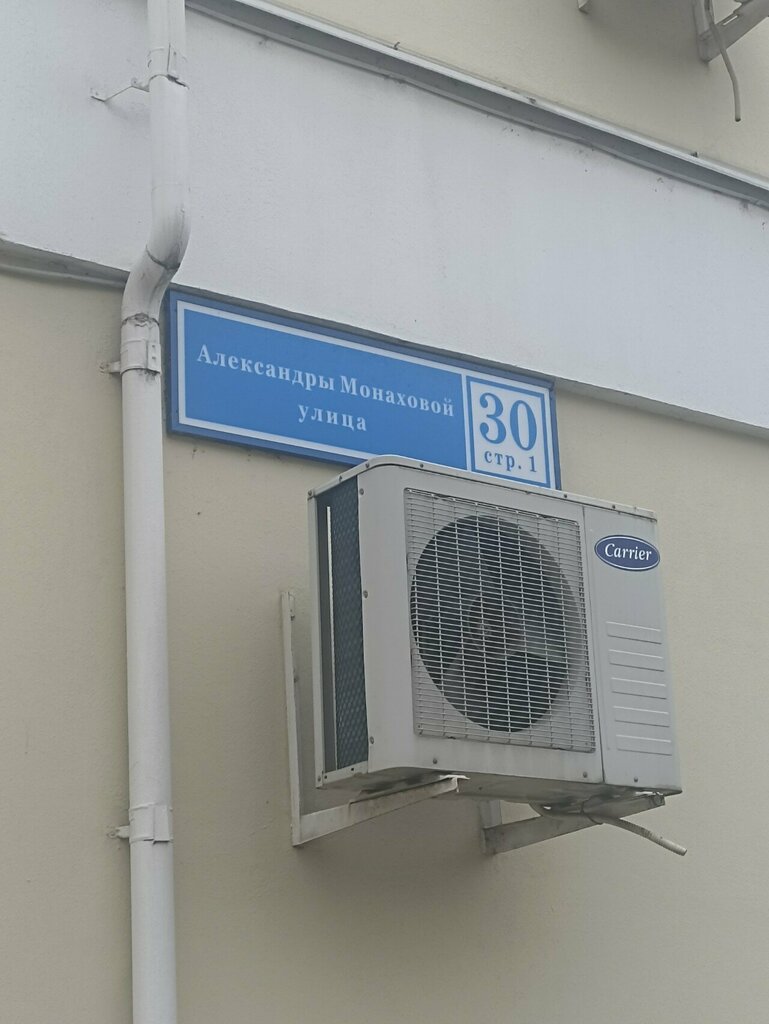 Александры Монаховой
улица
30
стр. 1
Carrier